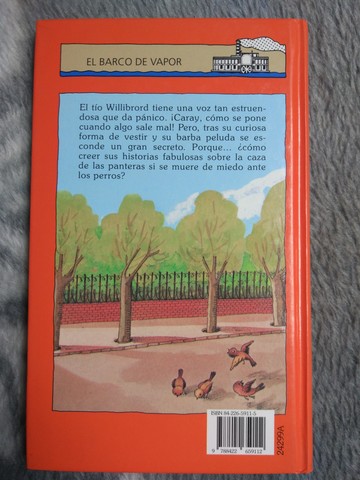 EL BARCO DE VAPOR
El tío Willibrord tiene una voz tan estruen-
dosa que da pánico. ¡Caray, cómo se pone
cuando algo sale mal! Pero, tras su curiosa
forma de vestir y su barba peluda se es-
conde un gran secreto. Porque... ¿cómo
creer sus historias fabulosas sobre la caza
de las panteras si se muere de miedo ante
los perros?
24299A